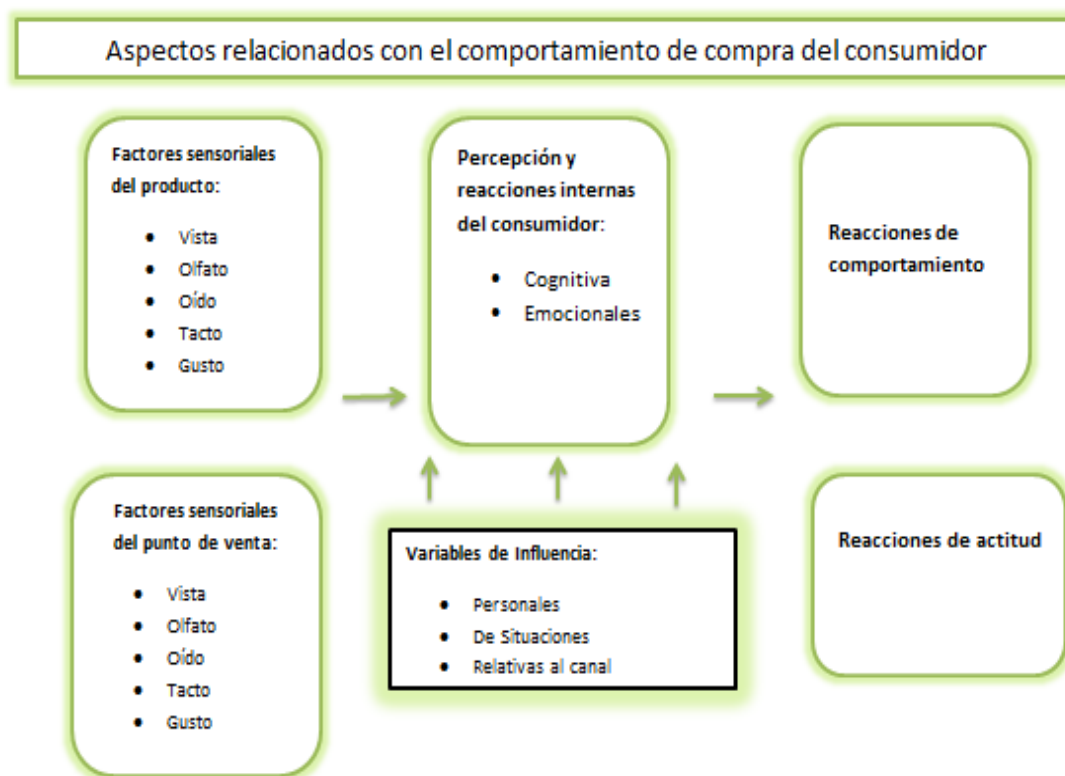 Aspectos relacionados con el comportamiento de compra del consumidor
Factores sensoriales
del producto:
• Vista
• Olfato
• Oído
• Tacto
• Gusto
Percepción y
reacciones internas
del consumidor:
• Cognitiva
• Emocionales
Reacciones de
comportamiento
Factores sensoriales
del punto de venta:
• Vista
• Olfato
• Oído
• Tacto
• Gusto
Variables de Influencia:
• Personales
• De Situaciones
• Relativas al canal
Reacciones de actitud